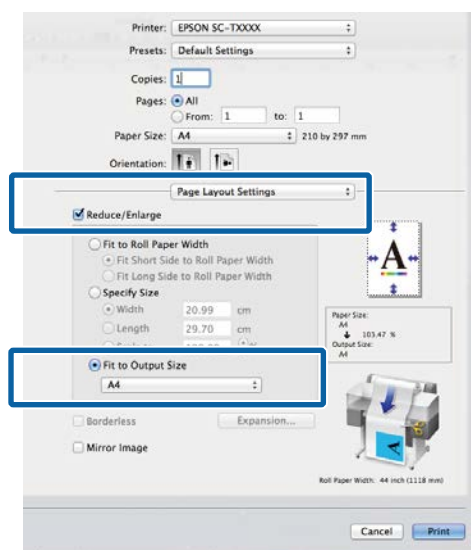 Printer: EPSON SC-TXXXX
Presets: Default Settings
Copies: 1
Pages: All
From: 1 to: 1
Paper Size: A4 210 by 297 mm
Orientation:
Page Layout Settings
Reduce/Enlarge
Fit to Roll Paper Width
Fit Short Side to Roll Paper Width
Fit Long Side to Roll Paper Width
Specify Size
Width 20.99 cm
Length 29.70 cm
Fit to Output Size
A4
A
Paper Size:
A4
103.47 %
Output Size:
A4
Borderless Expansion...
Mirror Image
Roll Paper Width: 44 inch (1118 mm)
Cancel Print